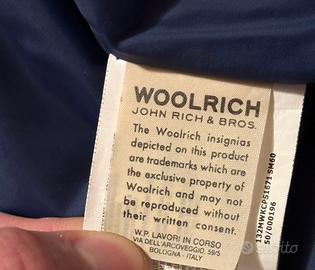 WOOLRICH
JOHN RICH & BROS.
The Woolrich insignias
depicted on this product
are trademarks which are
the exclusive property of
Woolrich and may not
be reproduced without
their written consent.
W.P. LAVORI IN CORSO
VIA DELL'ARCOVEGGIO, 59/5
BOLOGNA - ITALY
132MWKCPS1671 SM60
50/000196
subito